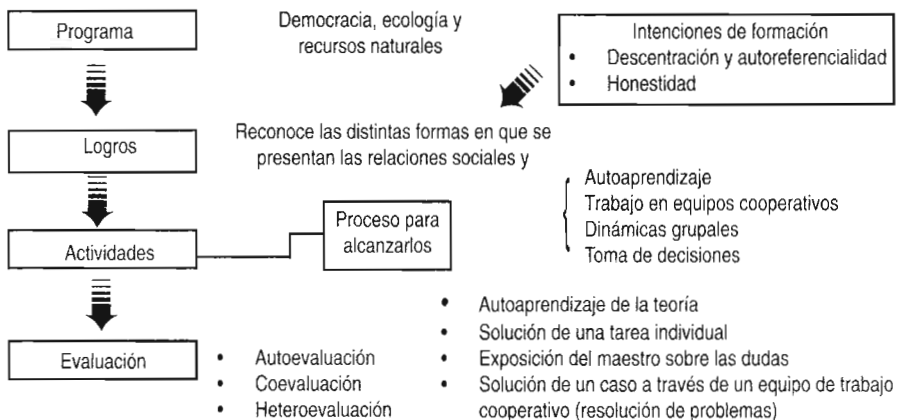 Programa
Democracia, ecología y
recursos naturales
Intenciones de formación
• Descentración y autoreferencialidad
• Honestidad
Logros
Reconoce las distintas formas en que se
presentan las relaciones sociales y
Actividades
Proceso para
alcanzarlos
Autoaprendizaje
Trabajo en equipos cooperativos
Dinámicas grupales
Toma de decisiones
Evaluación
• Autoevaluación
• Coevaluación
• Heteroevaluación
• Autoaprendizaje de la teoría
• Solución de una tarea individual
• Exposición del maestro sobre las dudas
• Solución de un caso a través de un equipo de trabajo
cooperativo (resolución de problemas)